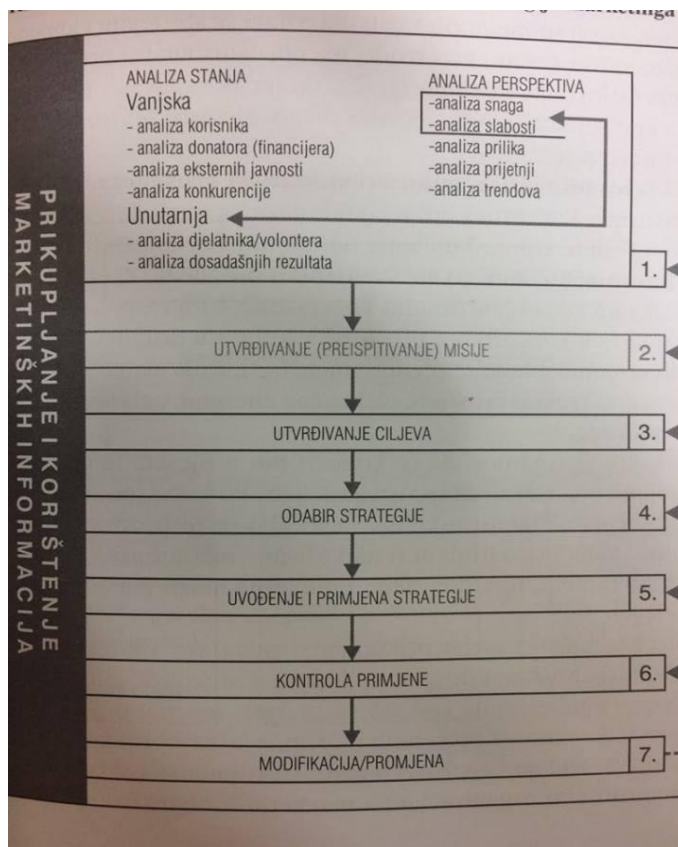 ANALIZA STANJA
Vanjska
- analiza korisnika
- analiza donatora (financijera)
-analiza eksternih javnosti
-analiza konkurencije
Unutarnja
- analiza djelatnika/volontera
- analiza dosadašnjih rezultata
ANALIZA PERSPEKTIVA
-analiza snaga
-analiza slabosti
-analiza prilika
-analiza prijetnji
-analiza trendova
1.
UTVRĐIVANJE (PREISPITIVANJE) MISIJE
2.
UTVRĐIVANJE CILJEVA
3.
ODABIR STRATEGIJE
4.
UVOĐENJE I PRIMJENA STRATEGIJE
5.
KONTROLA PRIMJENE
6.
MODIFIKACIJA/PROMJENA
7.
PRIKUPLJANJE I KORIŠTENJE
MARKETINŠKIH INFORMACIJA